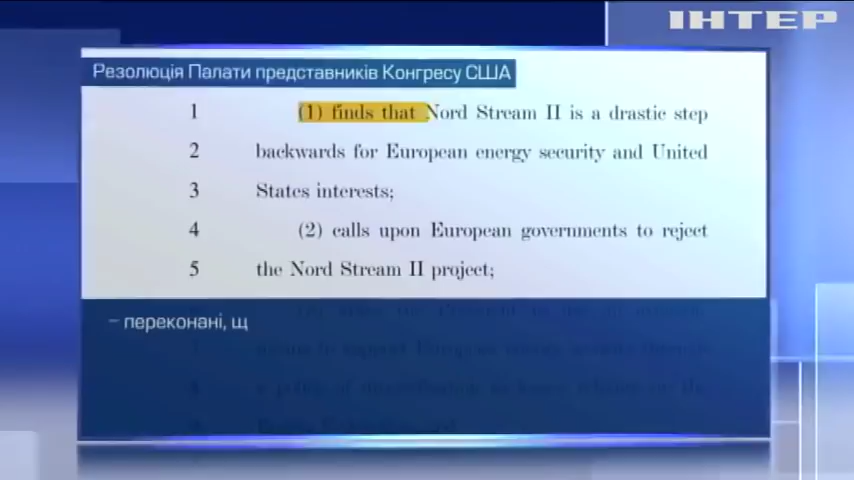 ІНТЕР
Резолюція Палати представників Конгресу США
1 (1) finds that Nord Stream II is a drastic step
2 backwards for European energy security and United
3 States interests;
4 (2) calls upon European governments to reject
5 the Nord Stream II project;
– переконані, щ